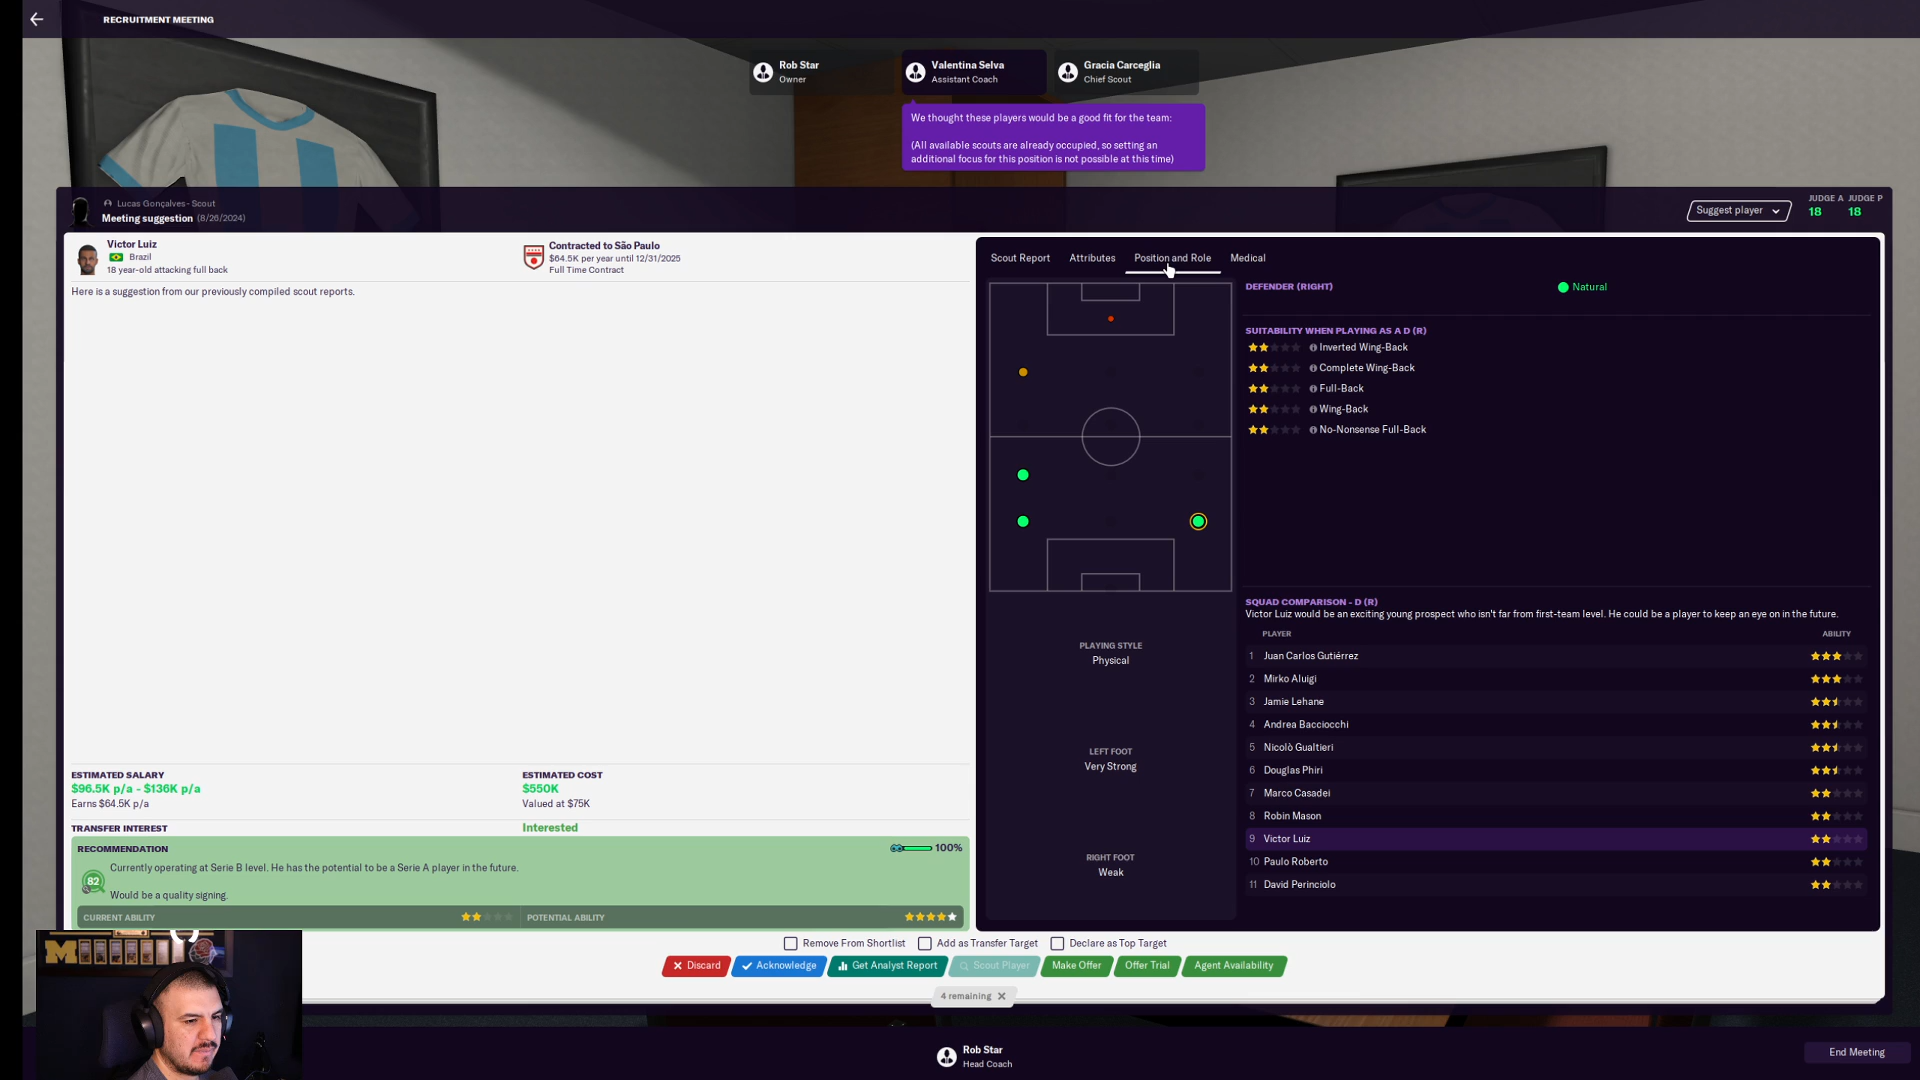 RECRUITMENT MEETING
Rob Star
Owner
Valentina Selva
Assistant Coach
Gracia Carceglia
Chief Scout
We thought these players would be a good fit for the team:
(All available scouts are already occupied, so setting an
additional focus for this position is not possible at this time)
Lucas Gonçalves - Scout
Meeting suggestion (8/26/2024)
Suggest player
JUDGE A JUDGE P
18 18
Victor Luiz
Brazil
18 year-old attacking full back
Contracted to São Paulo
$64.5K per year until 12/31/2025
Full Time Contract
Here is a suggestion from our previously compiled scout reports.
Scout Report
Attributes
Position and Role
Medical
DEFENDER (RIGHT)
Natural
SUITABILITY WHEN PLAYING AS A D (R)
Inverted Wing-Back
Complete Wing-Back
Full-Back
Wing-Back
No-Nonsense Full-Back
PLAYING STYLE
Physical
LEFT FOOT
Very Strong
RIGHT FOOT
Weak
SQUAD COMPARISON - D (R)
Victor Luiz would be an exciting young prospect who isn't far from first-team level. He could be a player to keep an eye on in the future.
PLAYER ABILITY
1 Juan Carlos Gutiérrez
2 Mirko Aluigi
3 Jamie Lehane
4 Andrea Bacciocchi
5 Nicolò Gualtieri
6 Douglas Phiri
7 Marco Casadei
8 Robin Mason
9 Victor Luiz
10 Paulo Roberto
11 David Perinciolo
ESTIMATED SALARY
$96.5K p/a - $136K p/a
Earns $64.5K p/a
ESTIMATED COST
$550K
Valued at $75K
TRANSFER INTEREST
Interested
RECOMMENDATION
100%
82
Currently operating at Serie B level. He has the potential to be a Serie A player in the future.
Would be a quality signing.
CURRENT ABILITY
POTENTIAL ABILITY
Remove From Shortlist
Add as Transfer Target
Declare as Top Target
Discard
Acknowledge
Get Analyst Report
Scout Player
Make Offer
Offer Trial
Agent Availability
4 remaining
M
Rob Star
Head Coach
End Meeting